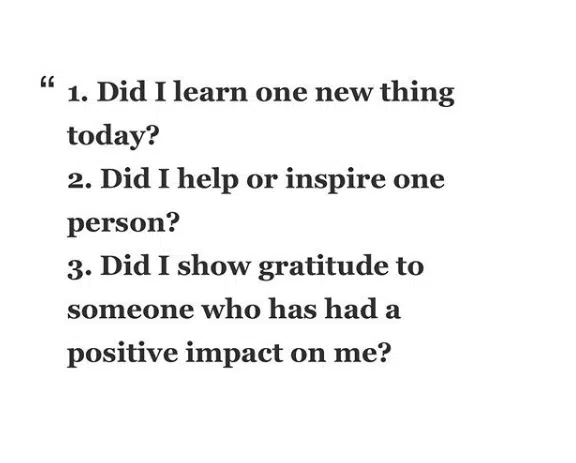 “ 1. Did I learn one new thing
today?
2. Did I help or inspire one
person?
3. Did I show gratitude to
someone who has had a
positive impact on me?